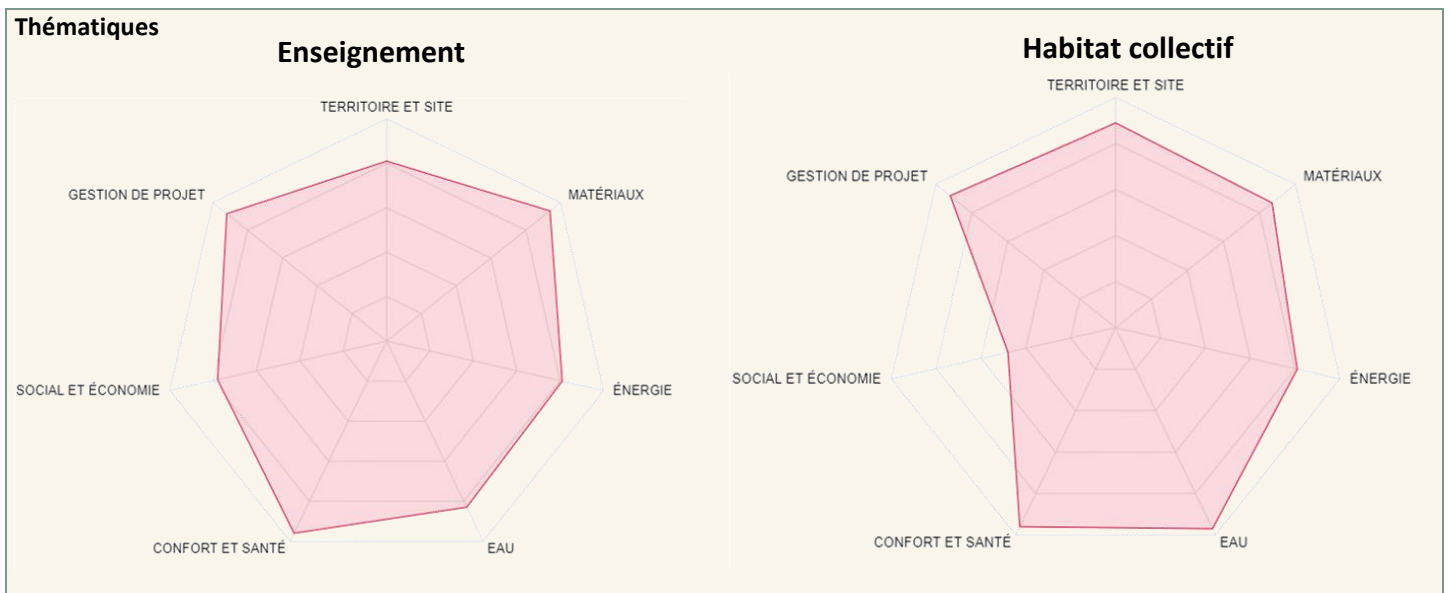 Thématiques
Enseignement
TERRITOIRE ET SITE
GESTION DE PROJET
MATÉRIAUX
SOCIAL ET ÉCONOMIE
ÉNERGIE
CONFORT ET SANTÉ
EAU
Habitat collectif
TERRITOIRE ET SITE
GESTION DE PROJET
MATÉRIAUX
SOCIAL ET ÉCONOMIE
ÉNERGIE
CONFORT ET SANTÉ
EAU